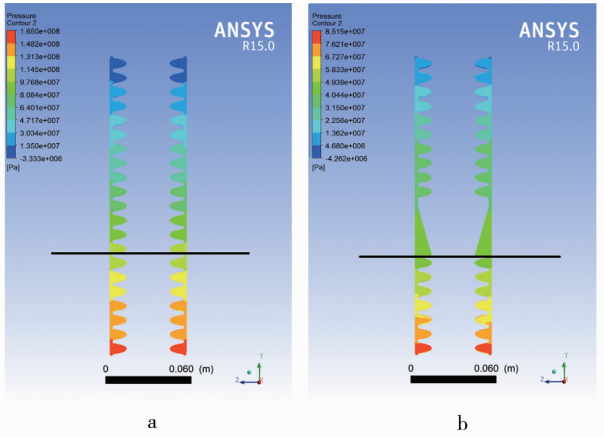 Pressure
Contour 2
1.650e+008
1.482e+008
1.313e+008
1.145e+008
9.768e+007
8.084e+007
6.401e+007
4.717e+007
3.034e+007
1.350e+007
-3.333e+006
[Pa]
ANSYS
R15.0
0 0.060 (m)
Y
Z X
a
Pressure
Contour 2
8.515e+007
7.621e+007
6.727e+007
5.833e+007
4.939e+007
4.044e+007
3.150e+007
2.256e+007
1.362e+007
4.680e+006
-4.262e+006
[Pa]
ANSYS
R15.0
0 0.060 (m)
Y
Z X
b